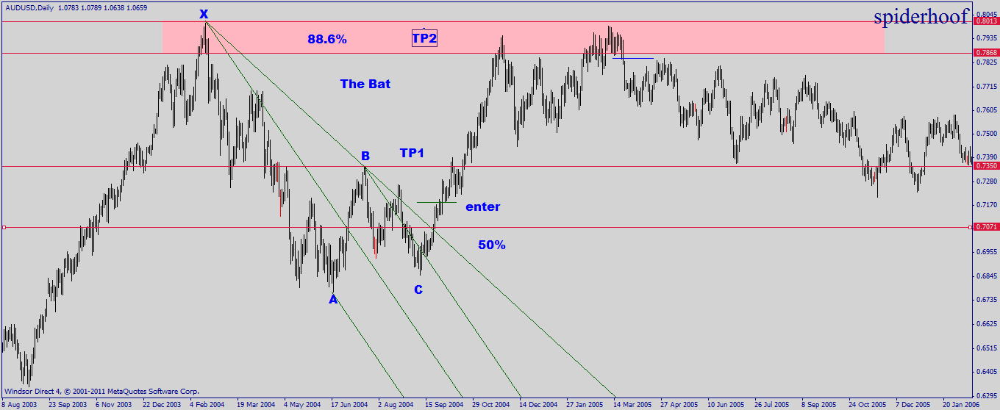 AUDUSD,Daily 1.0783 1.0789 1.0638 1.0659
spiderhoof
X
88.6%
TP2
The Bat
B
TP1
enter
50%
A
C
0.8045
0.8013
0.7935
0.7868
0.7825
0.7715
0.7605
0.7500
0.7390
0.7350
0.7280
0.7170
0.7071
0.6955
0.6845
0.6735
0.6625
0.6515
0.6405
0.6295
Windsor Direct 4, © 2001-2011 MetaQuotes Software Corp.
8 Aug 2003 23 Sep 2003 6 Nov 2003 22 Dec 2003 4 Feb 2004 19 Mar 2004 4 May 2004 17 Jun 2004 2 Aug 2004 15 Sep 2004 29 Oct 2004 14 Dec 2004 27 Jan 2005 14 Mar 2005 27 Apr 2005 10 Jun 2005 26 Jul 2005 8 Sep 2005 24 Oct 2005 7 Dec 2005 20 Jan 2006